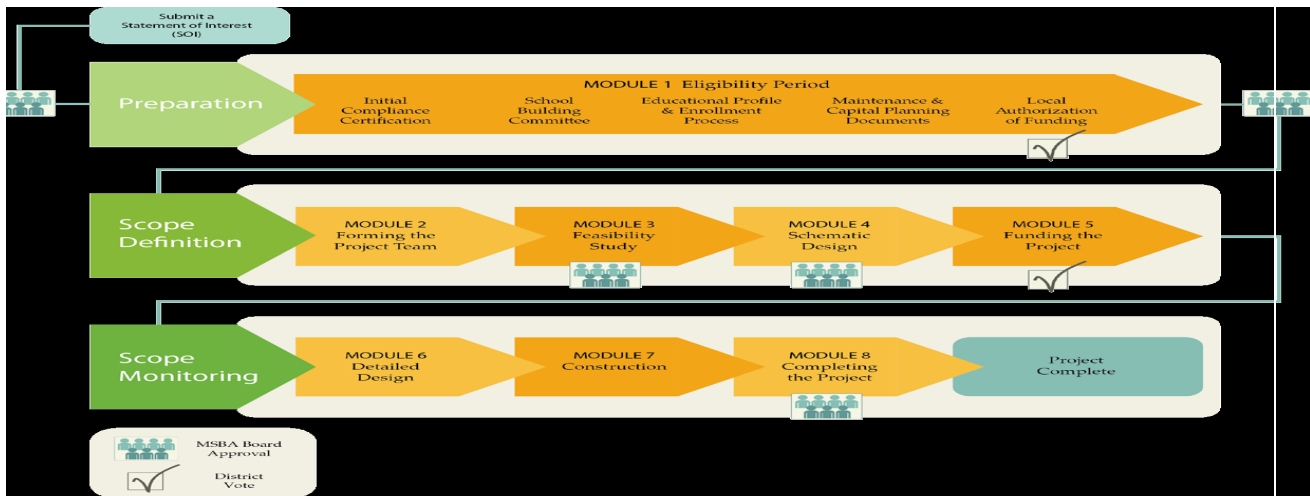 Submit a
Statement of Interest
(SOI)
Preparation
MODULE 1 Eligibility Period
Initial
Compliance
Certification
School
Building
Committee
Educational Profile
& Enrollment
Process
Maintenance &
Capital Planning
Documents
Local
Authorization
of Funding
Scope
Definition
MODULE 2
Forming the
Project Team
MODULE 3
Feasibility
Study
MODULE 4
Schematic
Design
MODULE 5
Funding the
Project
Scope
Monitoring
MODULE 6
Detailed
Design
MODULE 7
Construction
MODULE 8
Completing
the Project
Project
Complete
MSBA Board
Approval
District
Vote